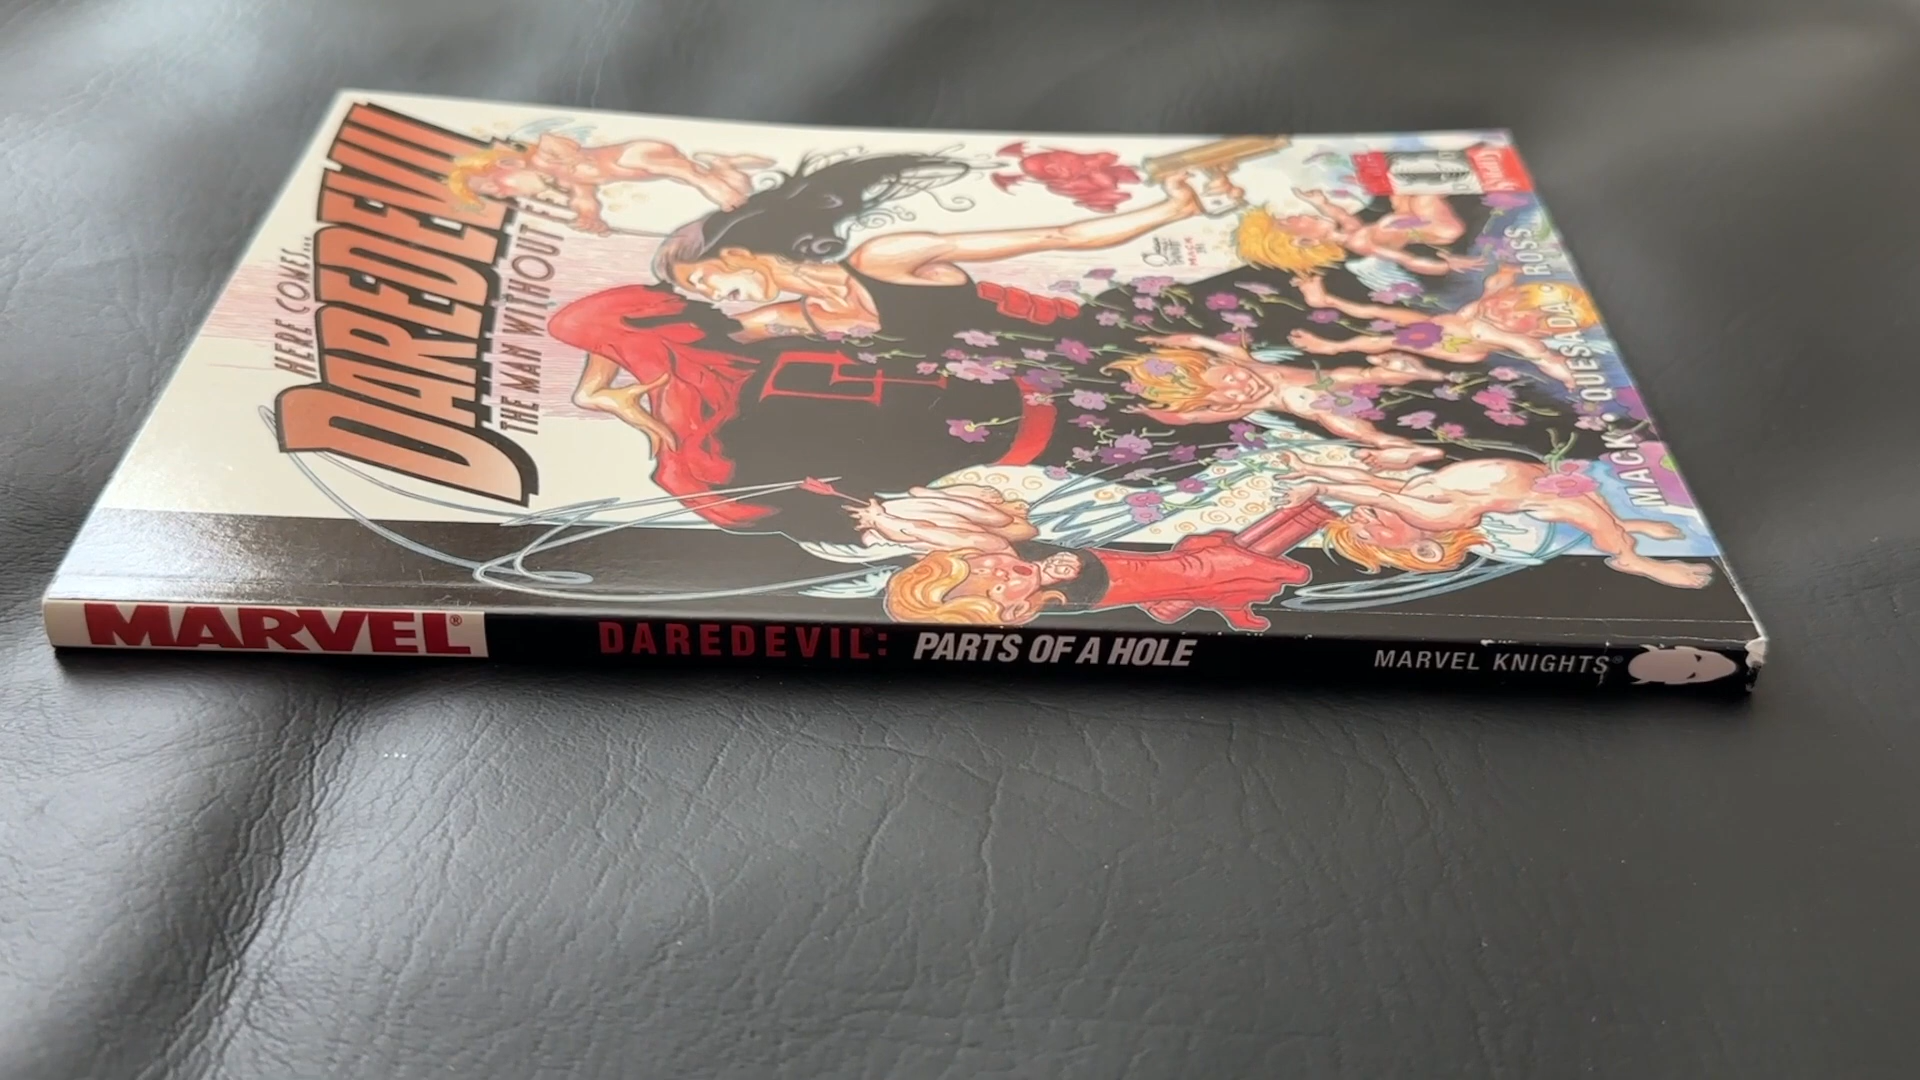 HERE COMES...
DAREDEVIL
THE MAN WITHOUT FEAR
MACK • QUESADA • ROSS
MARVEL®
DAREDEVIL: PARTS OF A HOLE
MARVEL KNIGHTS